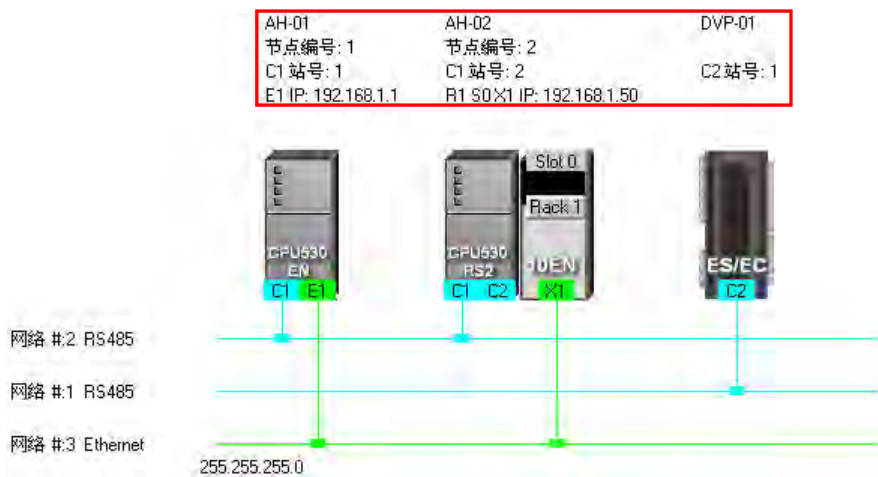 AH-01 AH-02 DVP-01
节点编号: 1 节点编号: 2
C1 站号: 1 C1 站号: 2 C2 站号: 1
E1 IP: 192.168.1.1 R1 S0 X1 IP: 192.168.1.50
Slot 0
Rack 1
CPU530 CPU530 10EN ES/EC
EN RS2
C1 E1 C1 C2 X1 C2
网络 #:2 RS485
网络 #:1 RS485
网络 #:3 Ethernet
255.255.255.0